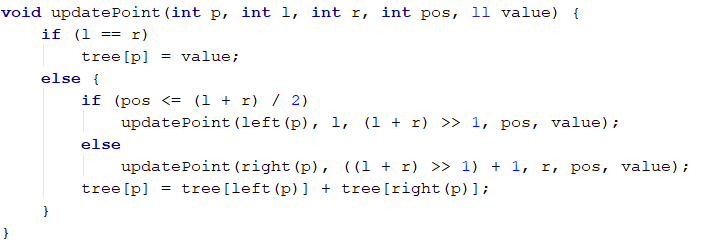 void updatePoint(int p, int l, int r, int pos, ll value) {
    if (l == r)
        tree[p] = value;
    else {
        if (pos <= (l + r) / 2)
            updatePoint(left(p), l, (l + r) >> 1, pos, value);
        else
            updatePoint(right(p), ((l + r) >> 1) + 1, r, pos, value);
        tree[p] = tree[left(p)] + tree[right(p)];
    }
}